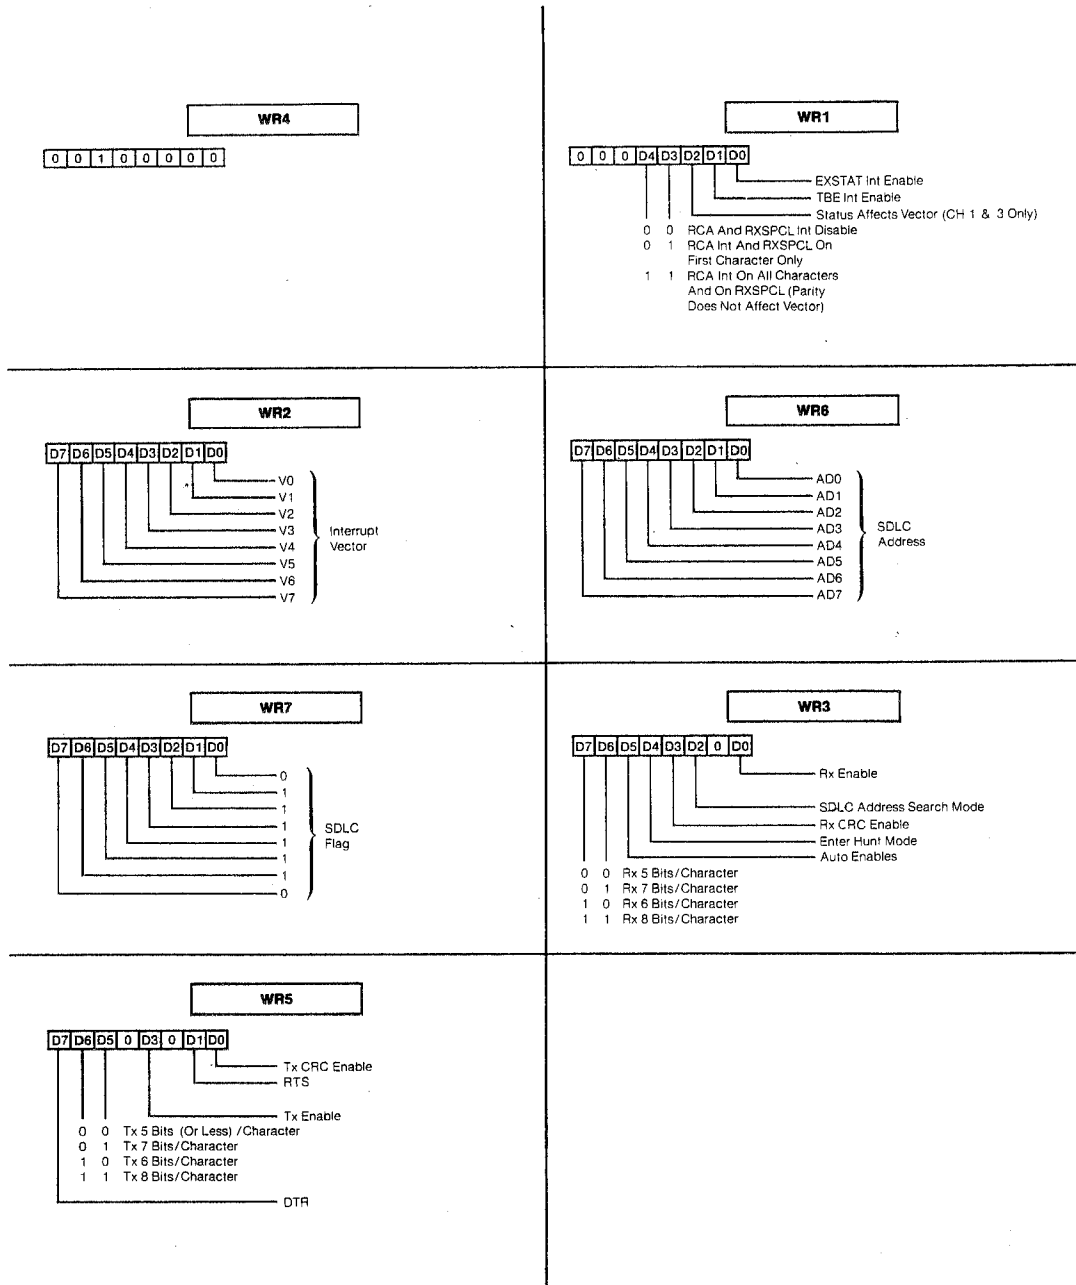 WR4
0 0 1 0 0 0 0 0
WR1
0 0 0 D4 D3 D2 D1 D0
EXSTAT Int Enable
TBE Int Enable
Status Affects Vector (CH 1 & 3 Only)
0 0 RCA And RXSPCL Int Disable
0 1 RCA Int And RXSPCL On
First Character Only
1 1 RCA Int On All Characters
And On RXSPCL (Parity
Does Not Affect Vector)
WR2
D7 D6 D5 D4 D3 D2 D1 D0
V0
V1
V2
V3
V4
V5
V6
V7
Interrupt
Vector
WR6
D7 D6 D5 D4 D3 D2 D1 D0
AD0
AD1
AD2
AD3
AD4
AD5
AD6
AD7
SDLC
Address
WR7
D7 D6 D5 D4 D3 D2 D1 D0
0
1
1
1
1
1
1
0
SDLC
Flag
WR3
D7 D6 D5 D4 D3 D2 0 D0
Rx Enable
SDLC Address Search Mode
Rx CRC Enable
Enter Hunt Mode
Auto Enables
0 0 Rx 5 Bits/Character
0 1 Rx 7 Bits/Character
1 0 Rx 6 Bits/Character
1 1 Rx 8 Bits/Character
WR5
D7 D6 D5 0 D3 0 D1 D0
Tx CRC Enable
RTS
Tx Enable
0 0 Tx 5 Bits (Or Less) /Character
0 1 Tx 7 Bits/Character
1 0 Tx 6 Bits/Character
1 1 Tx 8 Bits/Character
DTR